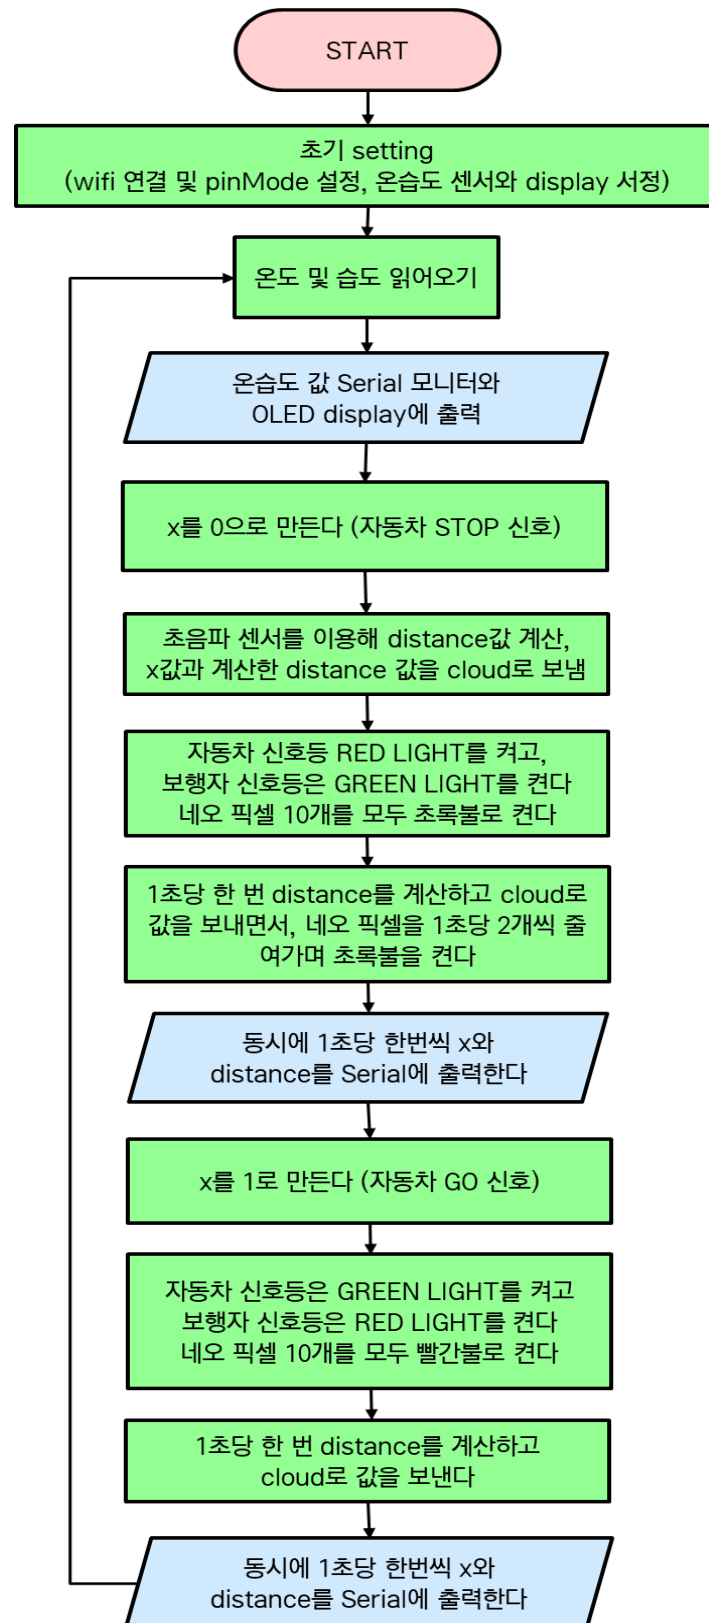 START
초기 setting
(wifi 연결 및 pinMode 설정, 온습도 센서와 display 서정)
온도 및 습도 읽어오기
온습도 값 Serial 모니터와
OLED display에 출력
x를 0으로 만든다 (자동차 STOP 신호)
초음파 센서를 이용해 distance값 계산,
x값과 계산한 distance 값을 cloud로 보냄
자동차 신호등 RED LIGHT를 켜고,
보행자 신호등은 GREEN LIGHT를 켠다
네오 픽셀 10개를 모두 초록불로 켠다
1초당 한 번 distance를 계산하고 cloud로
값을 보내면서, 네오 픽셀을 1초당 2개씩 줄
여가며 초록불을 켠다
동시에 1초당 한번씩 x와
distance를 Serial에 출력한다
x를 1로 만든다 (자동차 GO 신호)
자동차 신호등은 GREEN LIGHT를 켜고
보행자 신호등은 RED LIGHT를 켠다
네오 픽셀 10개를 모두 빨간불로 켠다
1초당 한 번 distance를 계산하고
cloud로 값을 보낸다
동시에 1초당 한번씩 x와
distance를 Serial에 출력한다